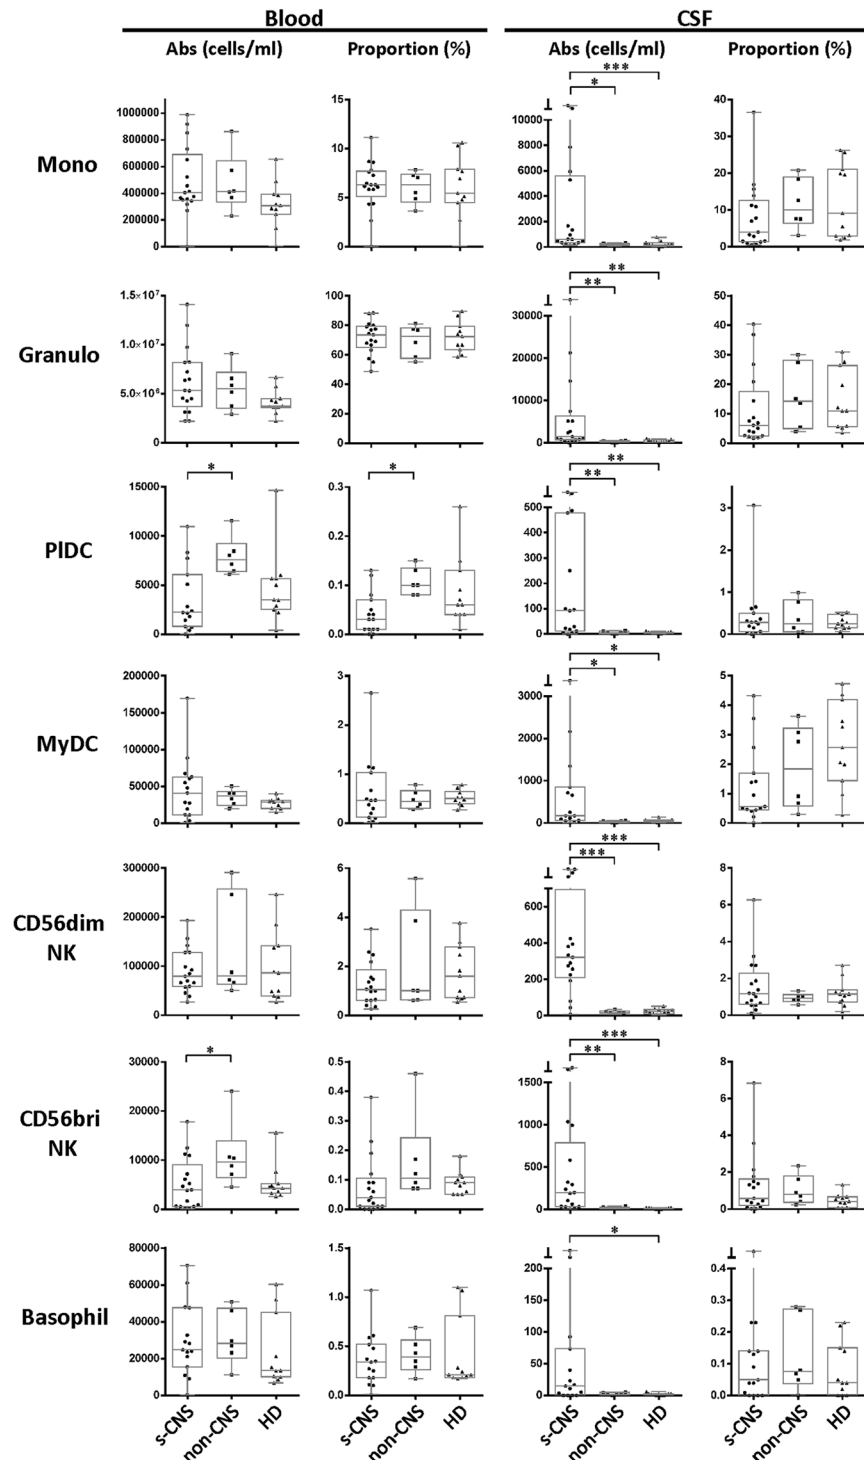 Blood CSF
Abs (cells/ml) Proportion (%) Abs (cells/ml) Proportion (%)
*** 
*
Mono
1000000 800000 600000 400000 200000 0
15 10 5 0
10000 8000 6000 4000 2000 0
40 30 20 10 0
**
**
Granulo
1.5×10⁷ 1.0×10⁷ 5.0×10⁶ 0
100 80 60 40 20 0
30000 20000 10000 0
50 40 30 20 10 0
* * **
**
PlDC
15000 10000 5000 0
0.3 0.2 0.1 0.0
500 400 300 200 100 0
3 2 1 0
*
*
MyDC
200000 150000 100000 50000 0
3 2 1 0
3000 2000 1000 0
5 4 3 2 1 0
***
***
CD56dim
NK
300000 200000 100000 0
6 4 2 0
600 400 200 0
8 6 4 2 0
* ***
**
CD56bri
NK
30000 20000 10000 0
0.5 0.4 0.3 0.2 0.1 0.0
1500 1000 500 0
8 6 4 2 0
*
Basophil
80000 60000 40000 20000 0
1.5 1.0 0.5 0.0
200 150 100 50 0
0.4 0.3 0.2 0.1 0.0
s-CNS non-CNS HD s-CNS non-CNS HD s-CNS non-CNS HD s-CNS non-CNS HD